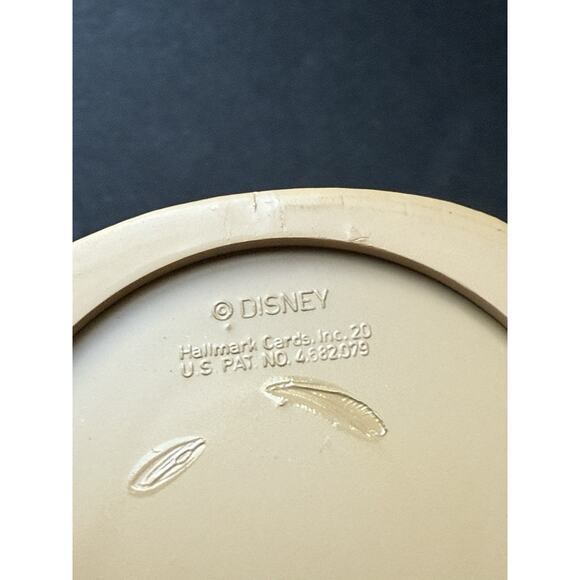 © DISNEY
Hallmark Cards, Inc. 20
U.S. PAT. NO. 4,682,079